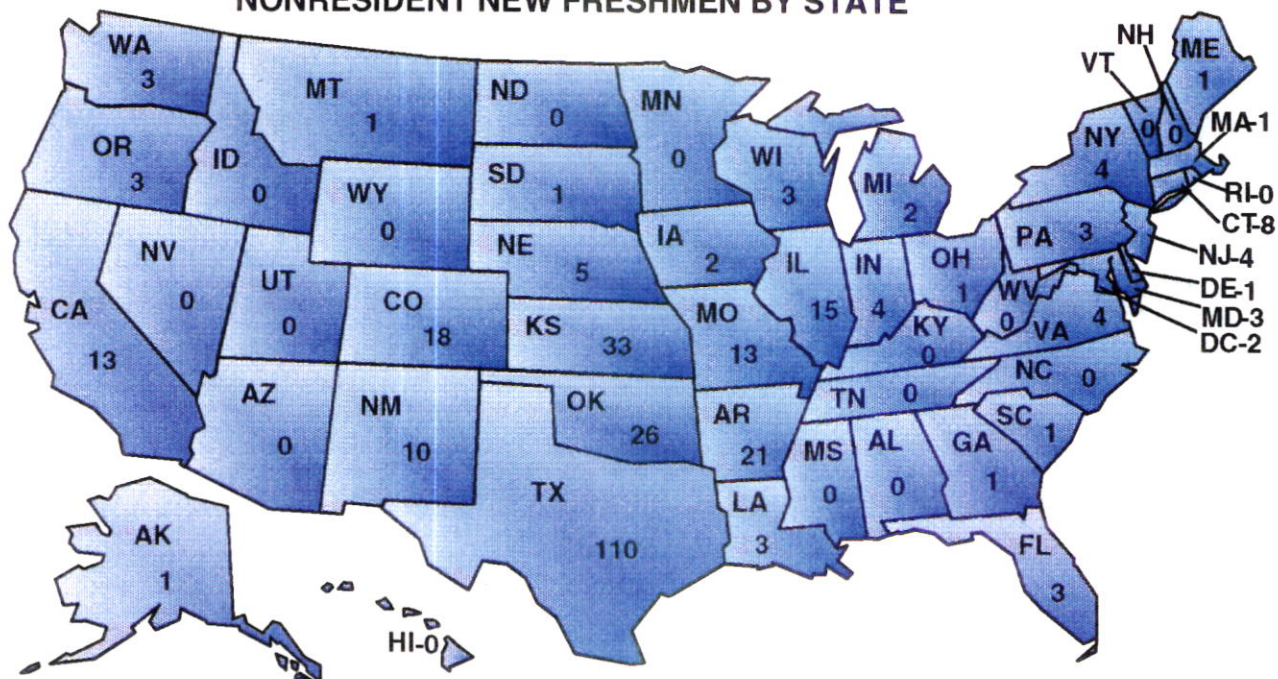 NONRESIDENT NEW FRESHMEN BY STATE
WA
3
MT
1
ND
0
MN
0
NH
VT
ME
1
OR
3
ID
0
WY
0
SD
1
WI
3
MI
2
NY
4
0
0
MA-1
RI-0
CT-8
NV
0
UT
0
NE
5
IA
2
PA
3
NJ-4
CA
13
CO
18
KS
33
MO
13
IL
15
IN
4
OH
1
WV
0
VA
4
DE-1
MD-3
DC-2
KY
0
AZ
0
NM
10
OK
26
AR
21
TN
0
NC
0
SC
1
MS
0
AL
0
GA
1
TX
110
LA
3
FL
3
AK
1
HI-0